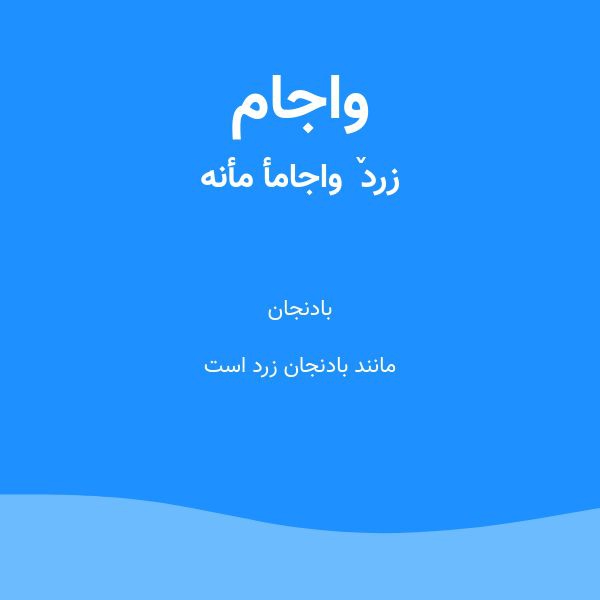 واجام
زردٚ واجامأ مأنه
بادنجان
مانند بادنجان زرد است